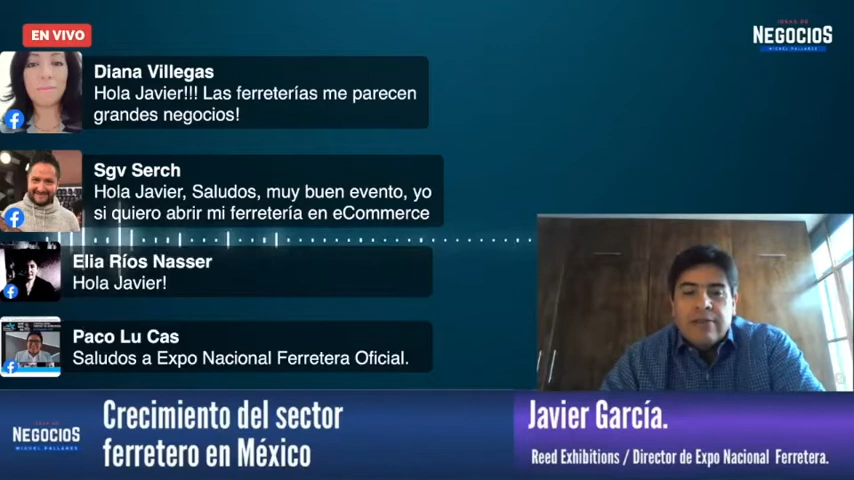 EN VIVO
IDEAS DE
NEGOCIOS
MICHEL PALLARES
Diana Villegas
Hola Javier!!! Las ferreterías me parecen
grandes negocios!
Sgv Serch
Hola Javier, Saludos, muy buen evento, yo
si quiero abrir mi ferretería en eCommerce
Elia Ríos Nasser
Hola Javier!
Paco Lu Cas
Saludos a Expo Nacional Ferretera Oficial.
NEGOCIOS
Crecimiento del sector
ferretero en México
Javier García.
Reed Exhibitions / Director de Expo Nacional Ferretera.